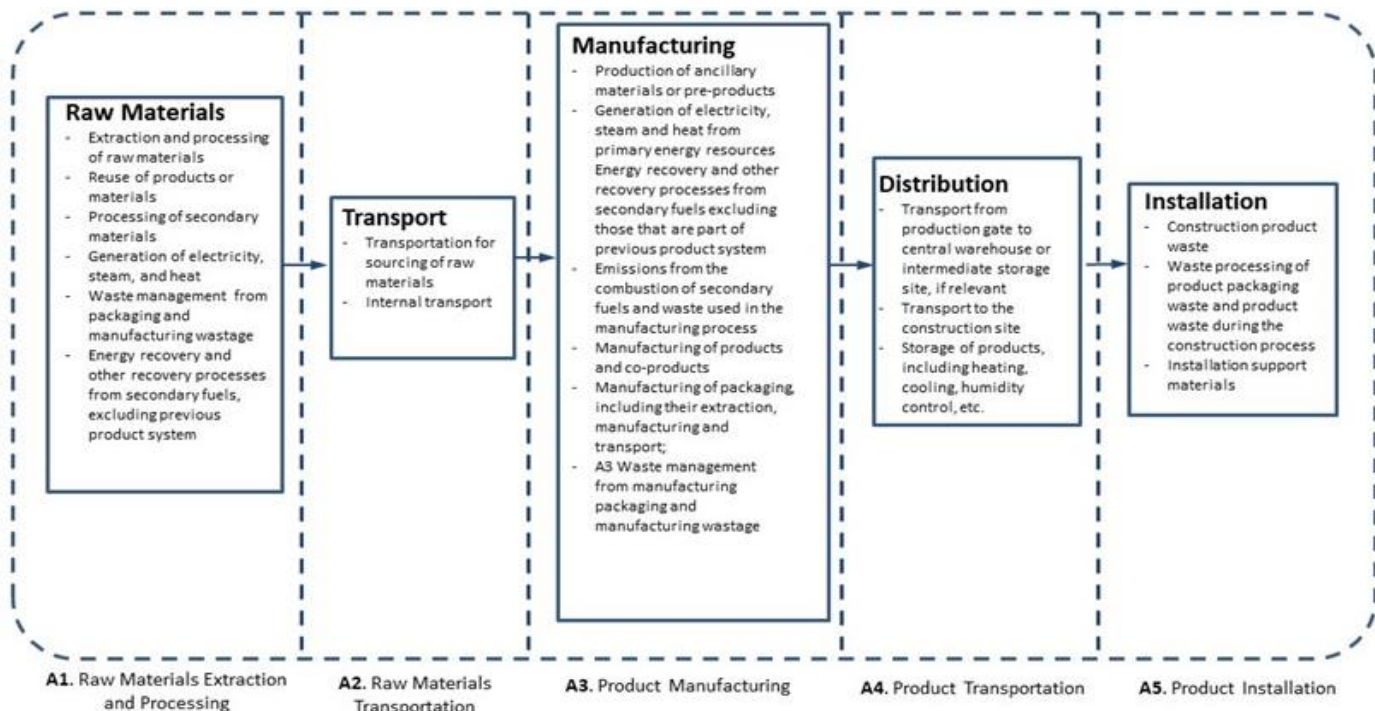 Raw Materials
- Extraction and processing
of raw materials
- Reuse of products or
materials
- Processing of secondary
materials
- Generation of electricity,
steam, and heat
- Waste management from
packaging and
manufacturing wastage
- Energy recovery and
other recovery processes
from secondary fuels,
excluding previous
product system
Transport
- Transportation for
sourcing of raw
materials
- Internal transport
Manufacturing
- Production of ancillary
materials or pre-products
- Generation of electricity,
steam and heat from
primary energy resources
Energy recovery and other
recovery processes from
secondary fuels excluding
those that are part of
previous product system
- Emissions from the
combustion of secondary
fuels and waste used in the
manufacturing process
- Manufacturing of products
and co-products
- Manufacturing of packaging,
including their extraction,
manufacturing and
transport;
- A3 Waste management
from manufacturing
packaging and
manufacturing wastage
Distribution
- Transport from
production gate to
central warehouse or
intermediate storage
site, if relevant
- Transport to the
construction site
- Storage of products,
including heating,
cooling, humidity
control, etc.
Installation
- Construction product
waste
- Waste processing of
product packaging
waste and product
waste during the
construction process
- Installation support
materials
A1. Raw Materials Extraction
and Processing
A2. Raw Materials
Transportation
A3. Product Manufacturing
A4. Product Transportation
A5. Product Installation